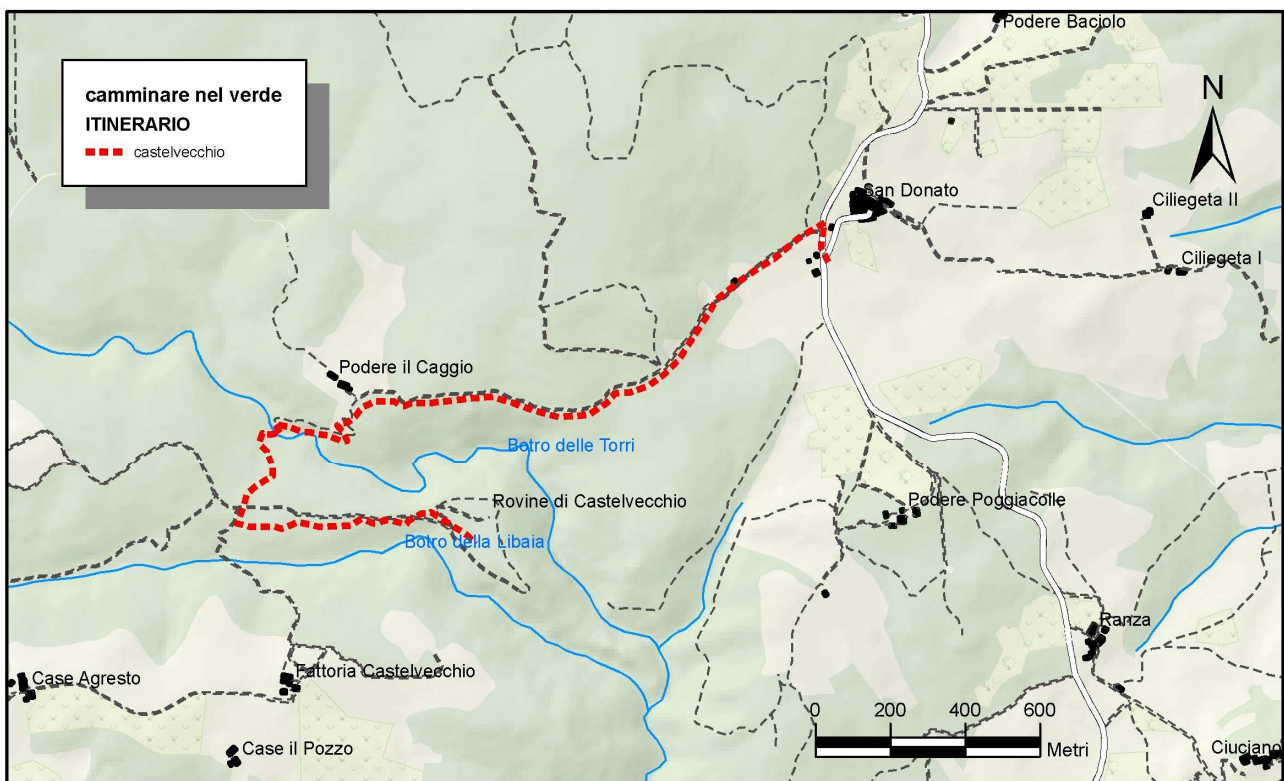 Podere Baciolo
camminare nel verde
ITINERARIO
castelvecchio
N
San Donato
Ciliegeta II
Ciliegeta I
Podere il Caggio
Botro delle Torri
Rovine di Castelvecchio
Podere Poggiacolle
Botro della Libaia
Ranza
Case Agresto
Fattoria Castelvecchio
0 200 400 600
Metri
Case il Pozzo
Ciuciano